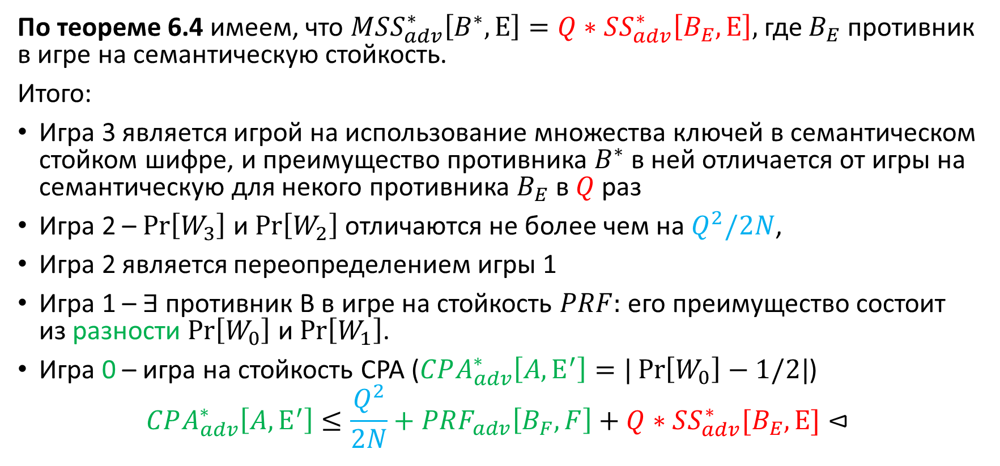 По теореме 6.4 имеем, что $MSS^*_{adv}[B^*, \mathrm{E}] = Q * SS^*_{adv}[B_E, \mathrm{E}]$, где $B_E$ противник
в игре на семантическую стойкость.
Итого:
• Игра 3 является игрой на использование множества ключей в семантическом
стойком шифре, и преимущество противника $B^*$ в ней отличается от игры на
семантическую для некого противника $B_E$ в $Q$ раз
• Игра 2 – $\Pr[W_3]$ и $\Pr[W_2]$ отличаются не более чем на $Q^2/2N$,
• Игра 2 является переопределением игры 1
• Игра 1 – ∃ противник B в игре на стойкость $PRF$: его преимущество состоит
из разности $\Pr[W_0]$ и $\Pr[W_1]$.
• Игра 0 – игра на стойкость CPA ($CPA^*_{adv}[A, \mathrm{E}'] = |\Pr[W_0] - 1/2|$)
$CPA^*_{adv}[A, \mathrm{E}'] \leq \frac{Q^2}{2N} + PRF_{adv}[B_F, F] + Q * SS^*_{adv}[B_E, \mathrm{E}] \lhd$